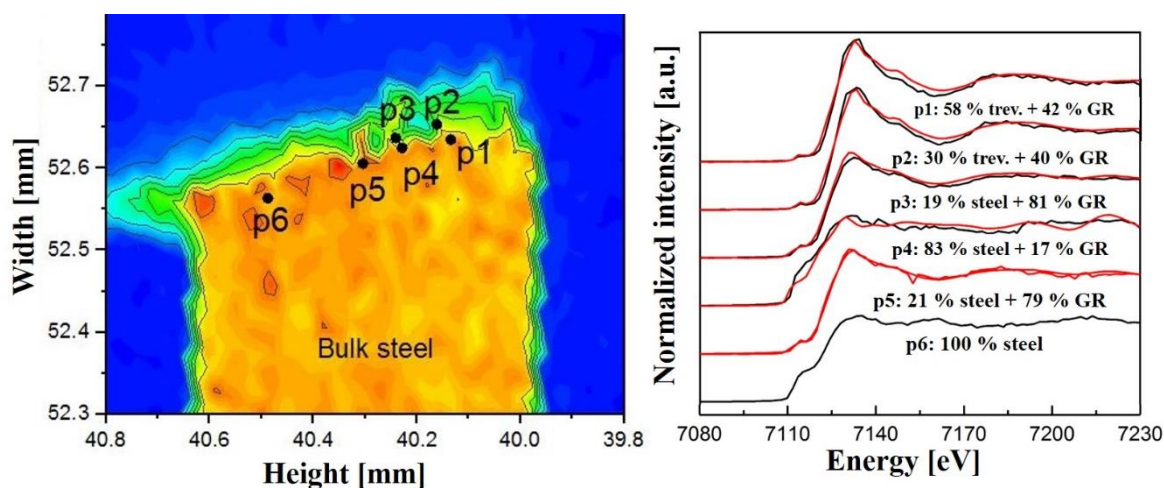 Width [mm]
52.7
52.6
52.5
52.4
52.3
p3
p2
p1
p4
p5
p6
Bulk steel
40.8
40.6
40.4
40.2
40.0
39.8
Height [mm]
Normalized intensity [a.u.]
p1: 58 % trev. + 42 % GR
p2: 30 % trev. + 40 % GR
p3: 19 % steel + 81 % GR
p4: 83 % steel + 17 % GR
p5: 21 % steel + 79 % GR
p6: 100 % steel
7080
7110
7140
7170
7200
7230
Energy [eV]